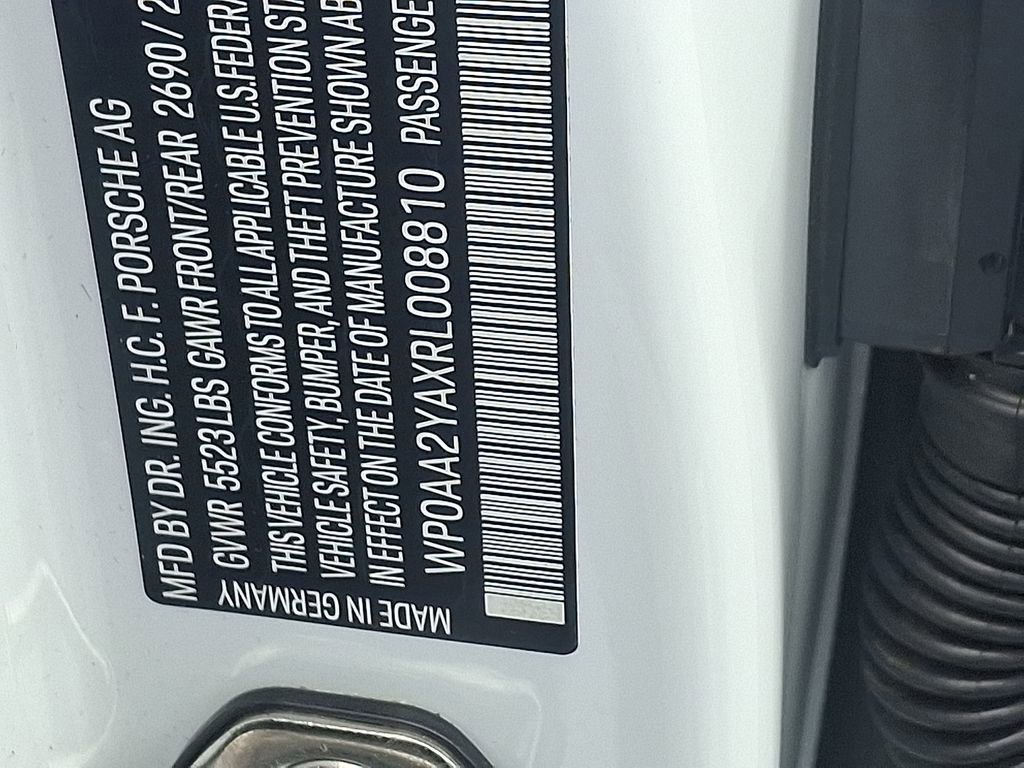 MFD BY DR. ING. H.C. F. PORSCHE AG
GVWR 5523 LBS GAWR FRONT/REAR 2690/2
THIS VEHICLE CONFORMS TO ALL APPLICABLE U.S. FEDERA
VEHICLE SAFETY, BUMPER, AND THEFT PREVENTION STA
IN EFFECT ON THE DATE OF MANUFACTURE SHOWN AB
WP0AA2YAXRL008810 PASSENGE
MADE IN GERMANY